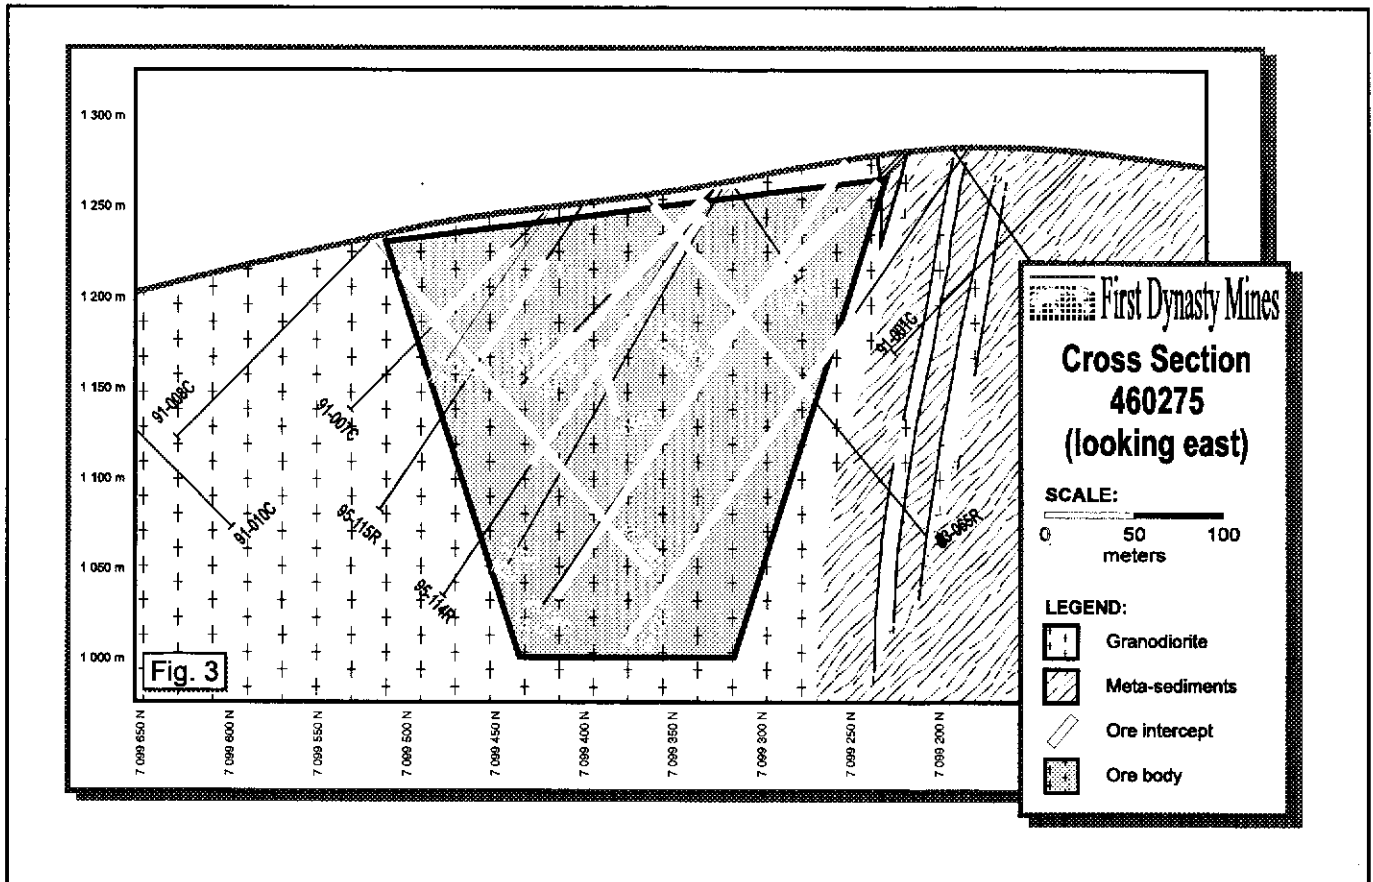 1 300 m
1 250 m
1 200 m
1 150 m
1 100 m
1 050 m
1 000 m
91-008C
91-010C
91-007C
95-115R
95-114R
91-001C
93-065R
Fig. 3
7 099 650 N
7 099 600 N
7 099 550 N
7 099 500 N
7 099 450 N
7 099 400 N
7 099 350 N
7 099 300 N
7 099 250 N
7 099 200 N
First Dynasty Mines
Cross Section
460275
(looking east)
SCALE:
0 50 100
meters
LEGEND:
Granodiorite
Meta-sediments
Ore intercept
Ore body